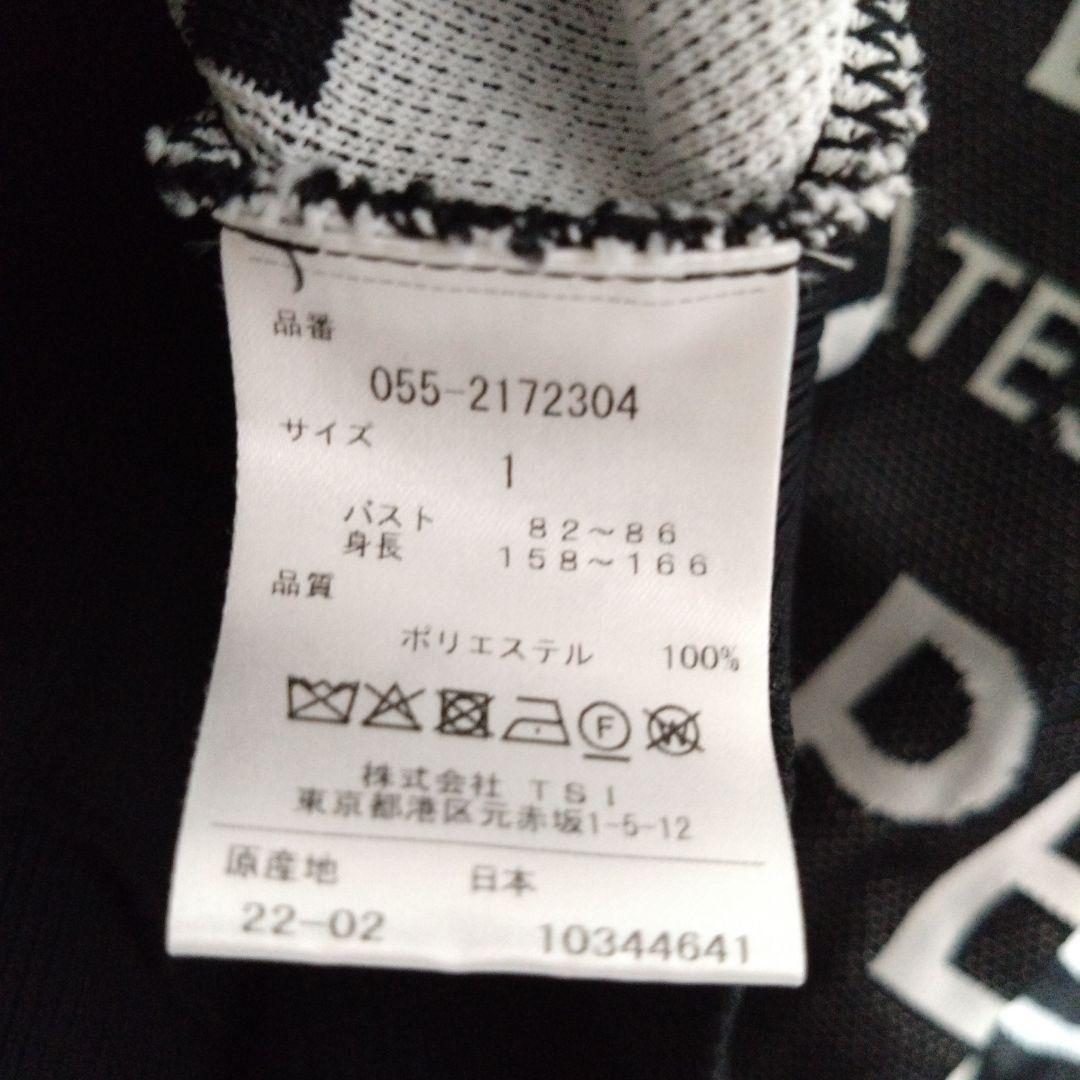 品番
055-2172304
サイズ
1
バスト 82～86
身長 158～166
品質
ポリエステル 100%
F W
株式会社 TSI
東京都港区元赤坂1-5-12
原産地 日本
22-02 10344641
TES